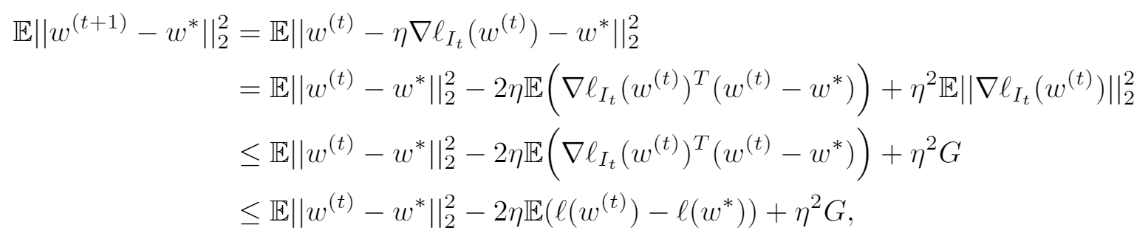 𝔼||w^{(t+1)} − w^*||_2^2 = 𝔼||w^{(t)} − η∇ℓ_{I_t}(w^{(t)}) − w^*||_2^2
= 𝔼||w^{(t)} − w^*||_2^2 − 2η𝔼(∇ℓ_{I_t}(w^{(t)})^T(w^{(t)} − w^*)) + η^2𝔼||∇ℓ_{I_t}(w^{(t)})||_2^2
≤ 𝔼||w^{(t)} − w^*||_2^2 − 2η𝔼(∇ℓ_{I_t}(w^{(t)})^T(w^{(t)} − w^*)) + η^2G
≤ 𝔼||w^{(t)} − w^*||_2^2 − 2η𝔼(ℓ(w^{(t)}) − ℓ(w^*)) + η^2G,